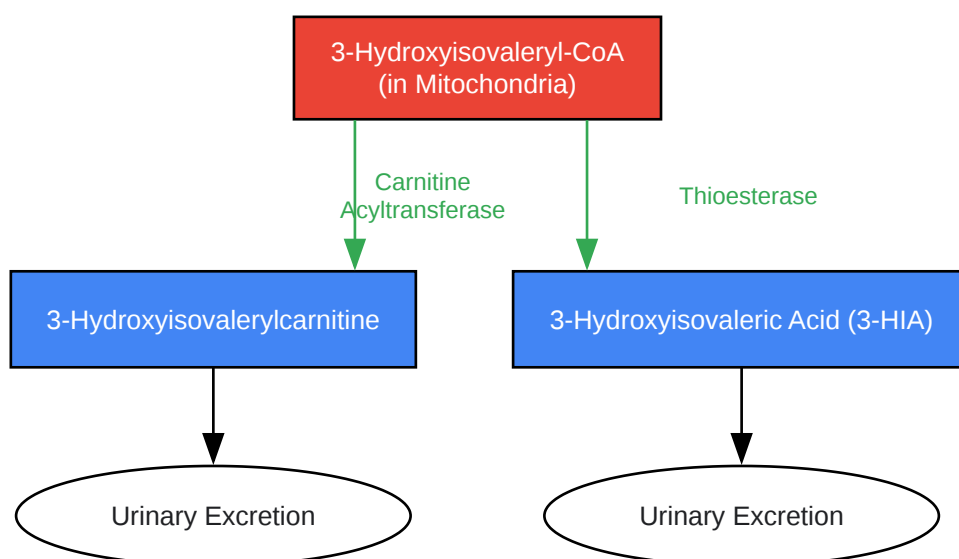 3-Hydroxyisovaleryl-CoA
(in Mitochondria)
Carnitine
Acyltransferase
Thioesterase
3-Hydroxyisovalerylcarnitine
3-Hydroxyisovaleric Acid (3-HIA)
Urinary Excretion
Urinary Excretion